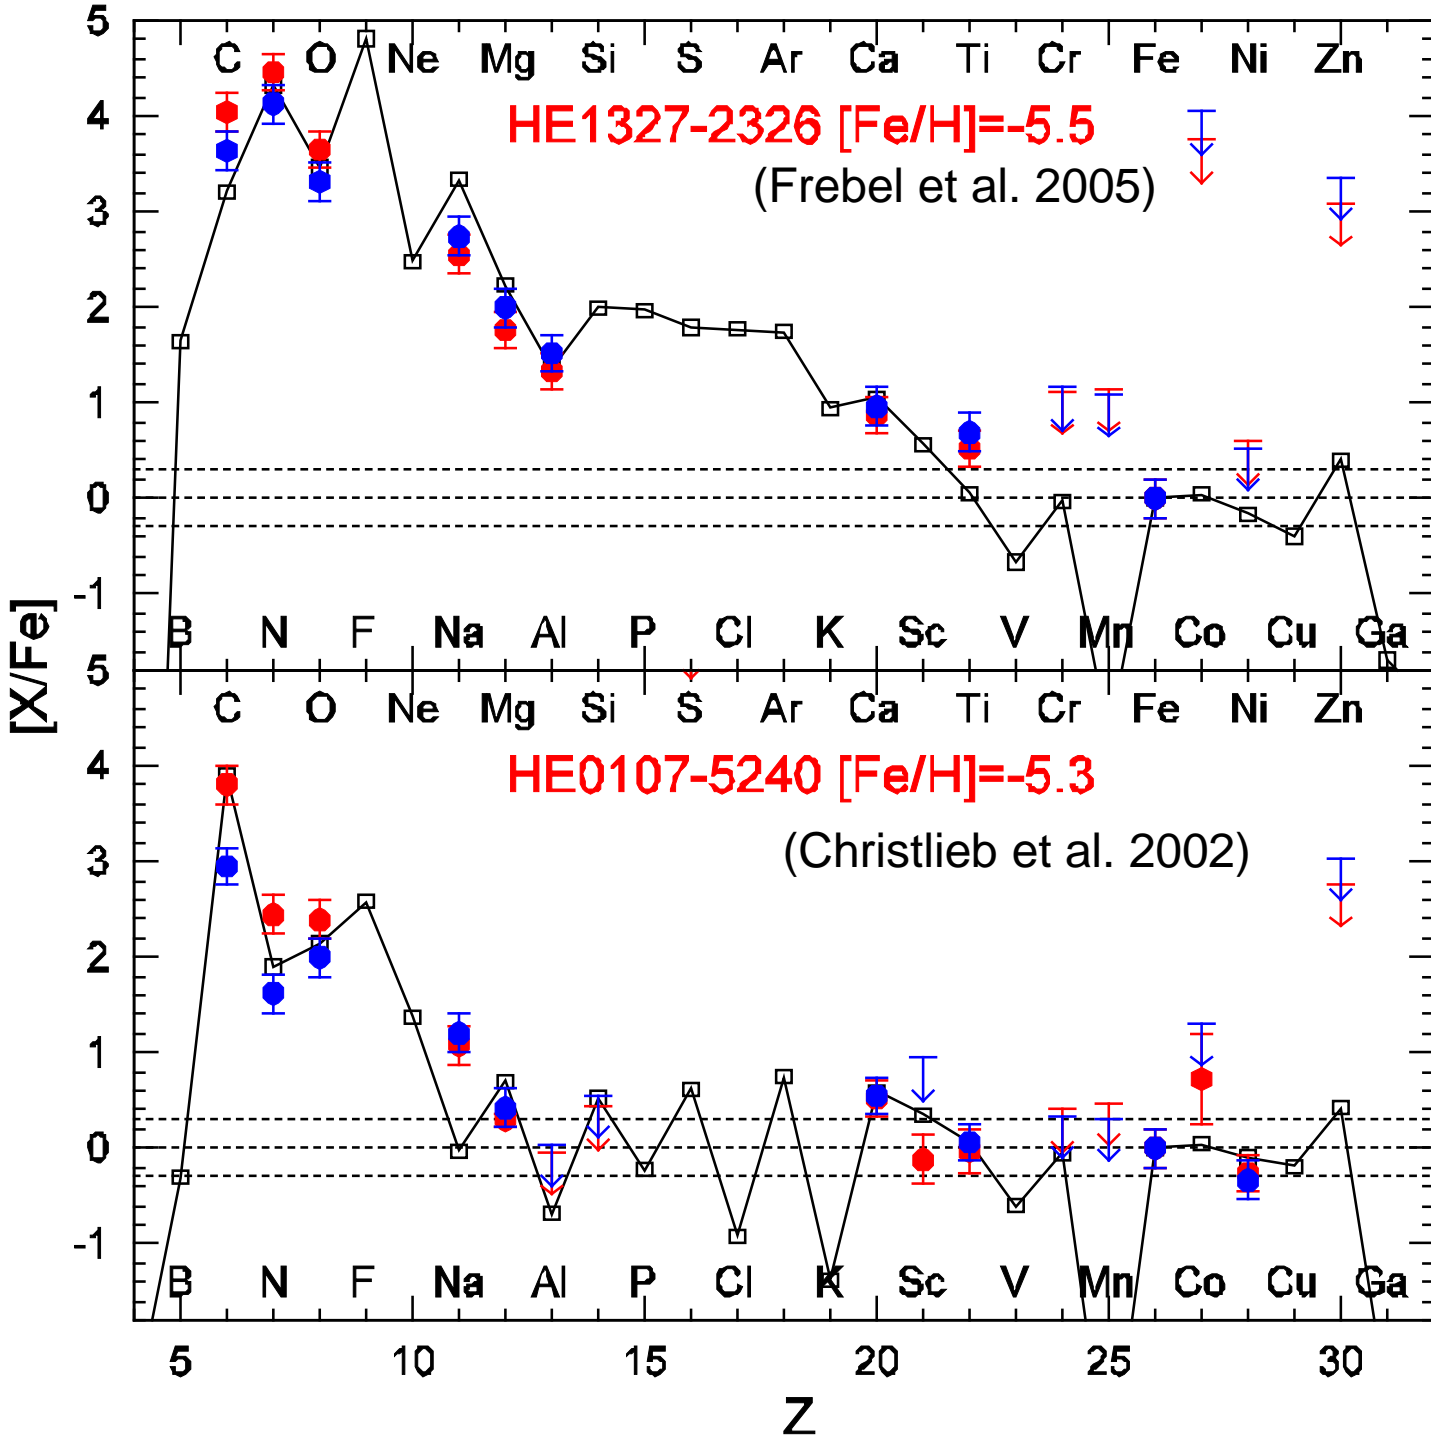 5
C O Ne Mg Si S Ar Ca Ti Cr Fe Ni Zn
4
HE1327-2326 [Fe/H]=-5.5
(Frebel et al. 2005)
3
2
1
0
-1
B N F Na Al P Cl K Sc V Mn Co Cu Ga
[X/Fe]
5
C O Ne Mg Si S Ar Ca Ti Cr Fe Ni Zn
4
HE0107-5240 [Fe/H]=-5.3
(Christlieb et al. 2002)
3
2
1
0
-1
B N F Na Al P Cl K Sc V Mn Co Cu Ga
5 10 15 20 25 30
Z